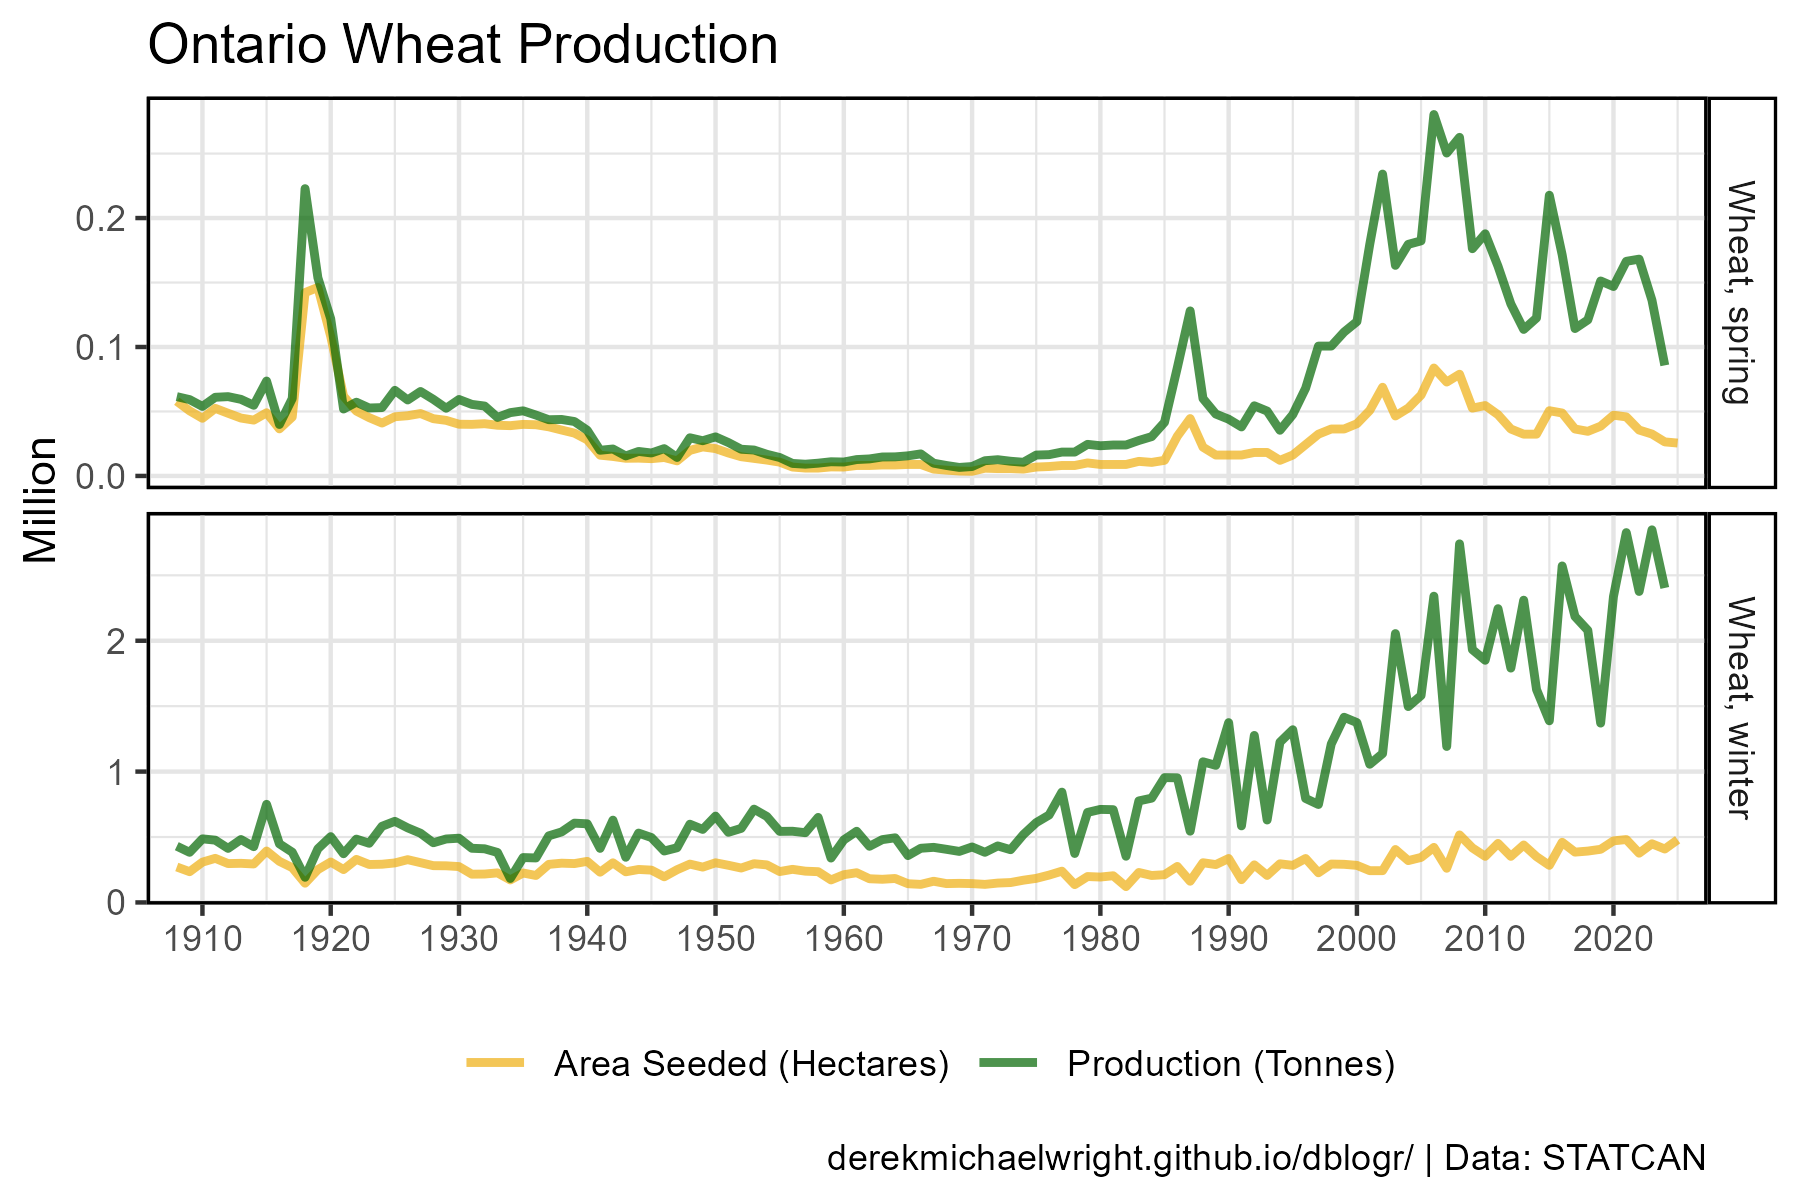 Ontario Wheat Production
Million
0.2
0.1
0.0
Wheat, spring
2
1
0
Wheat, winter
1910 1920 1930 1940 1950 1960 1970 1980 1990 2000 2010 2020
Area Seeded (Hectares) Production (Tonnes)
derekmichaelwright.github.io/dblogr/ | Data: STATCAN